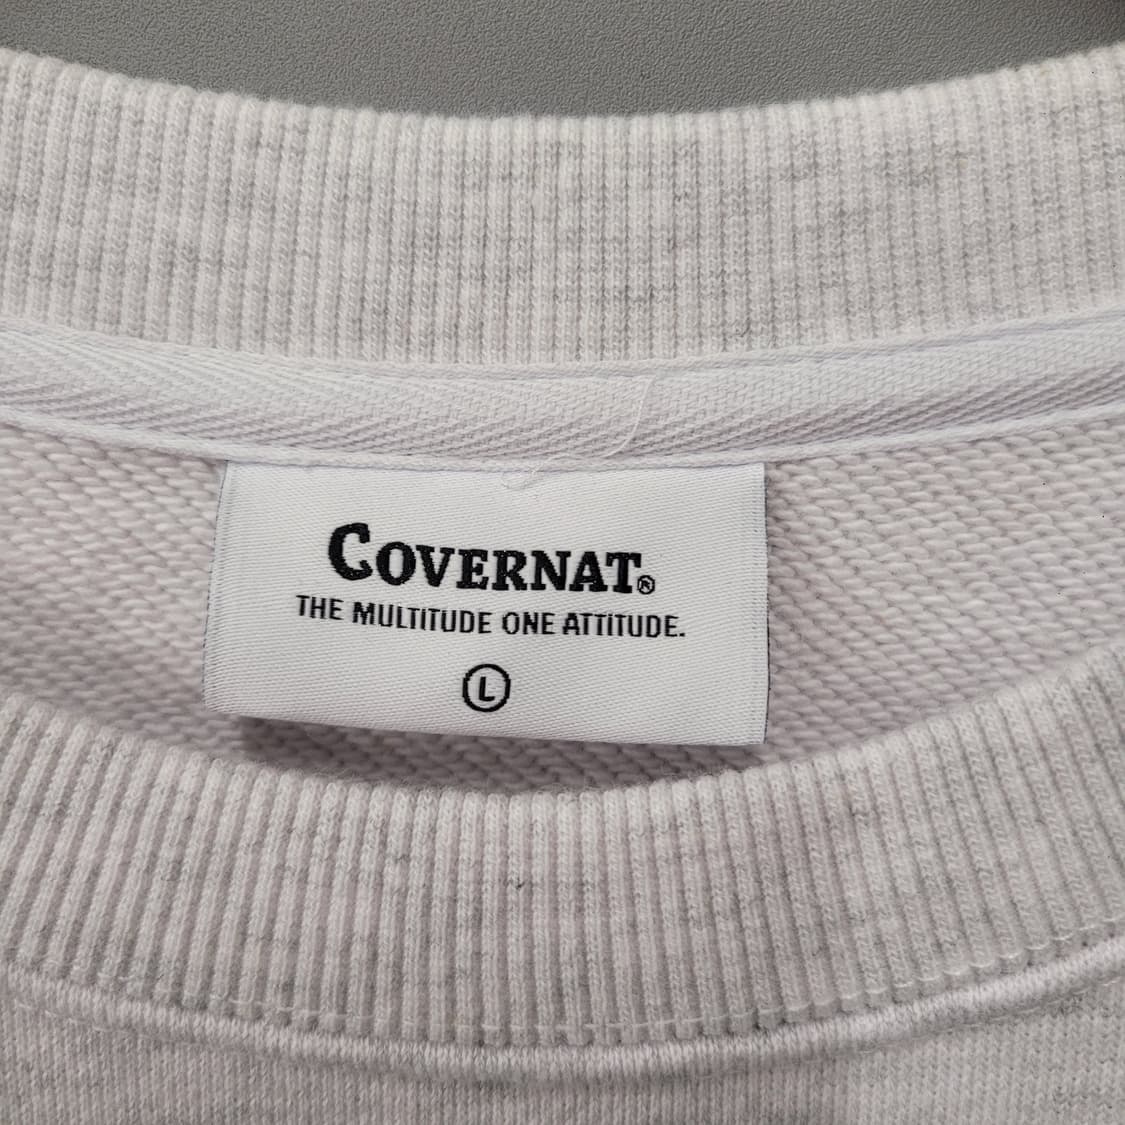 COVERNAT®
THE MULTITUDE ONE ATTITUDE.
L